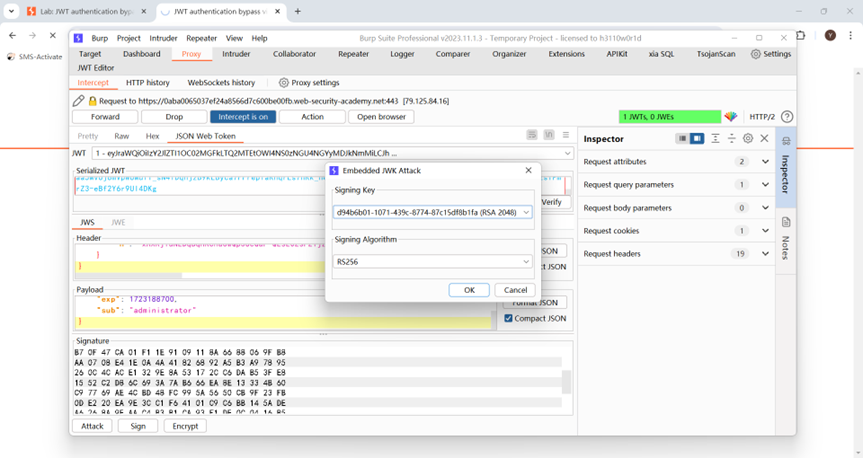 Lab: JWT authentication byp
JWT authentication bypass v
Y
SMS-Activate
Burp Project Intruder Repeater View Help
Burp Suite Professional v2023.11.1.3 - Temporary Project - licensed to h3110w0r1d
Target Dashboard Proxy Intruder Collaborator Repeater Logger Comparer Organizer Extensions APIKit xia SQL TsojanScan Settings
JWT Editor
Intercept HTTP history WebSockets history Proxy settings
Request to https://0aba0065037ef24a8566d7c600be00fb.web-security-academy.net:443 [79.125.84.16]
Forward Drop Intercept is on Action Open browser 1 JWTs, 0 JWEs HTTP/2
Pretty Raw Hex JSON Web Token
JWT 1 - eyJraWQiOiIzY2JlZTI1OC02MGFkLTQ2MTEtOWI4NS0zNGU4NGYyMDJkNmMiLCJh ...
Serialized JWT
rZ3-eBf2Y6r9Ul4DKg
Verify
JWS JWE
Header
}
}
Payload
"exp": 1723188700,
"sub": "administrator"
}
Format JSON
Compact JSON
Signature
B7 0F 47 CA 01 F1 1E 91 09 11 8A 66 88 06 9F B8
AA 07 08 E4 1E 0A 4A 41 82 68 92 A5 B3 A9 78 95
26 0C 4C AC E1 32 9E 8A 53 17 2C C6 DA B5 3F E8
15 52 C2 D8 6C 69 3A 7A B6 66 EA 8E 13 33 4B 60
C9 77 69 AE 4C BD 48 FC 99 5A 56 50 CB 9F 23 FB
0D E2 20 EA 9E 3C C1 F6 41 01 C9 C6 BB 14 5A DE
Attack Sign Encrypt
Embedded JWK Attack
Signing Key
d94b6b01-1071-439c-8774-87c15df8b1fa (RSA 2048)
Signing Algorithm
RS256
OK Cancel
Inspector
Request attributes 2
Request query parameters 1
Request body parameters 0
Request cookies 1
Request headers 19
Inspector
Notes